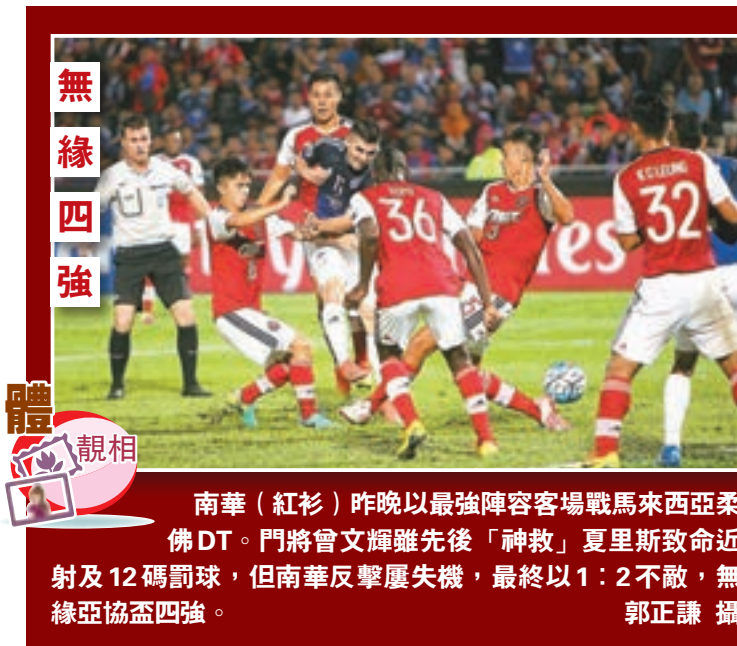 無緣四強
36
K C LEUNG
32
es
體
靚相
南華（紅衫）昨晚以最強陣容客場戰馬來西亞柔
佛DT。門將曾文輝雖先後「神救」夏里斯致命近
射及12碼罰球，但南華反擊屢失機，最終以1：2不敵，無
緣亞協盃四強。 郭正謙 攝